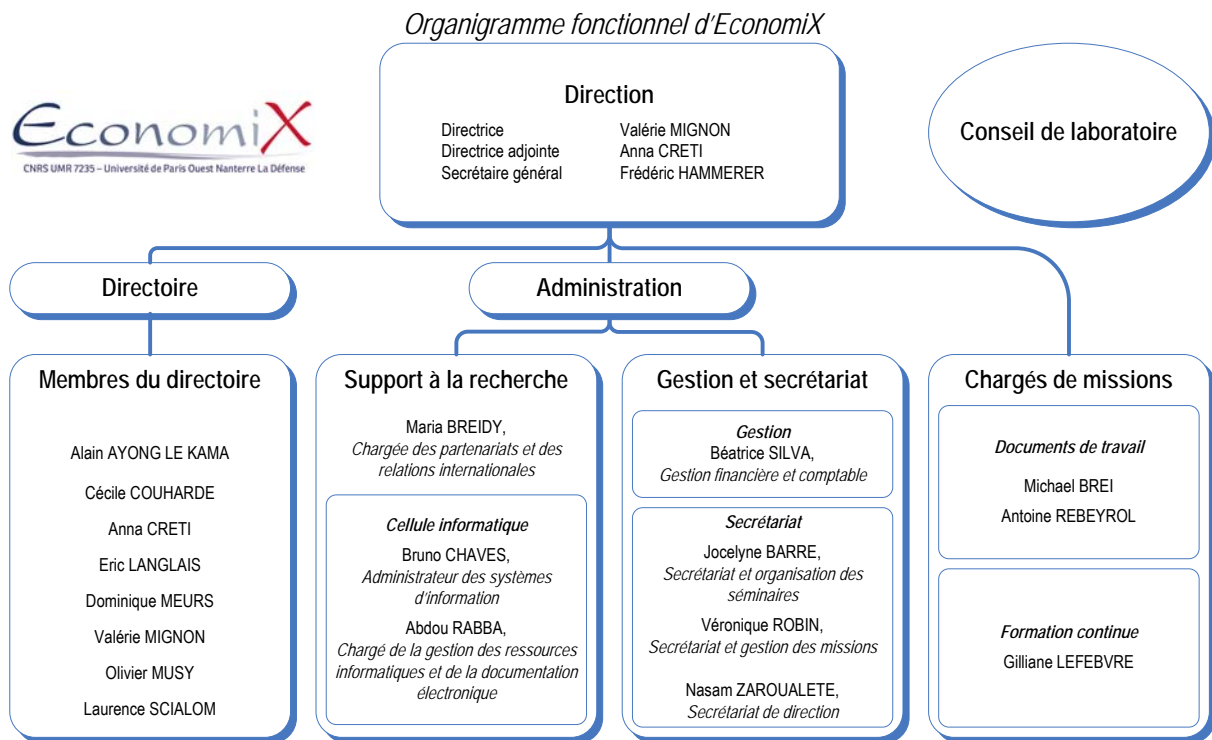 Organigramme fonctionnel d'EconomiX
EconomiX
CNRS UMR 7235 – Université de Paris Ouest Nanterre La Défense
Direction
Directrice Valérie MIGNON
Directrice adjointe Anna CRETI
Secrétaire général Frédéric HAMMERER
Conseil de laboratoire
Directoire
Administration
Membres du directoire
Alain AYONG LE KAMA
Cécile COUHARDE
Anna CRETI
Eric LANGLAIS
Dominique MEURS
Valérie MIGNON
Olivier MUSY
Laurence SCIALOM
Support à la recherche
Maria BREIDY,
Chargée des partenariats et des
relations internationales
Cellule informatique
Bruno CHAVES,
Administrateur des systèmes
d'information
Abdou RABBA,
Chargé de la gestion des ressources
informatiques et de la documentation
électronique
Gestion et secrétariat
Gestion
Béatrice SILVA,
Gestion financière et comptable
Secrétariat
Jocelyne BARRE,
Secrétariat et organisation des
séminaires
Véronique ROBIN,
Secrétariat et gestion des missions
Nasam ZAROUALETE,
Secrétariat de direction
Chargés de missions
Documents de travail
Michael BREI
Antoine REBEYROL
Formation continue
Gilliane LEFEBVRE